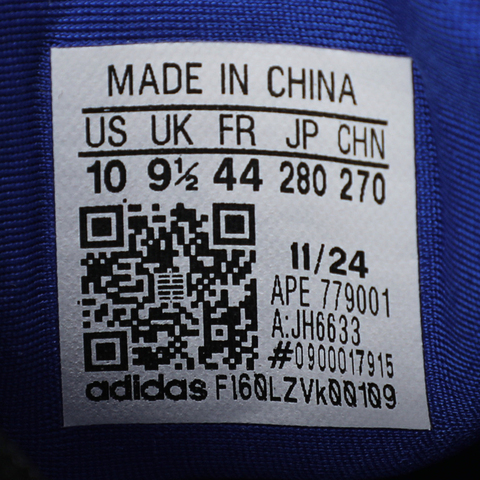 MADE IN CHINA
US UK FR JP CHN
10 9½ 44 280 270
11/24
APE 779001
A:JH6633
#0900017915
adidas F160LZVk00109